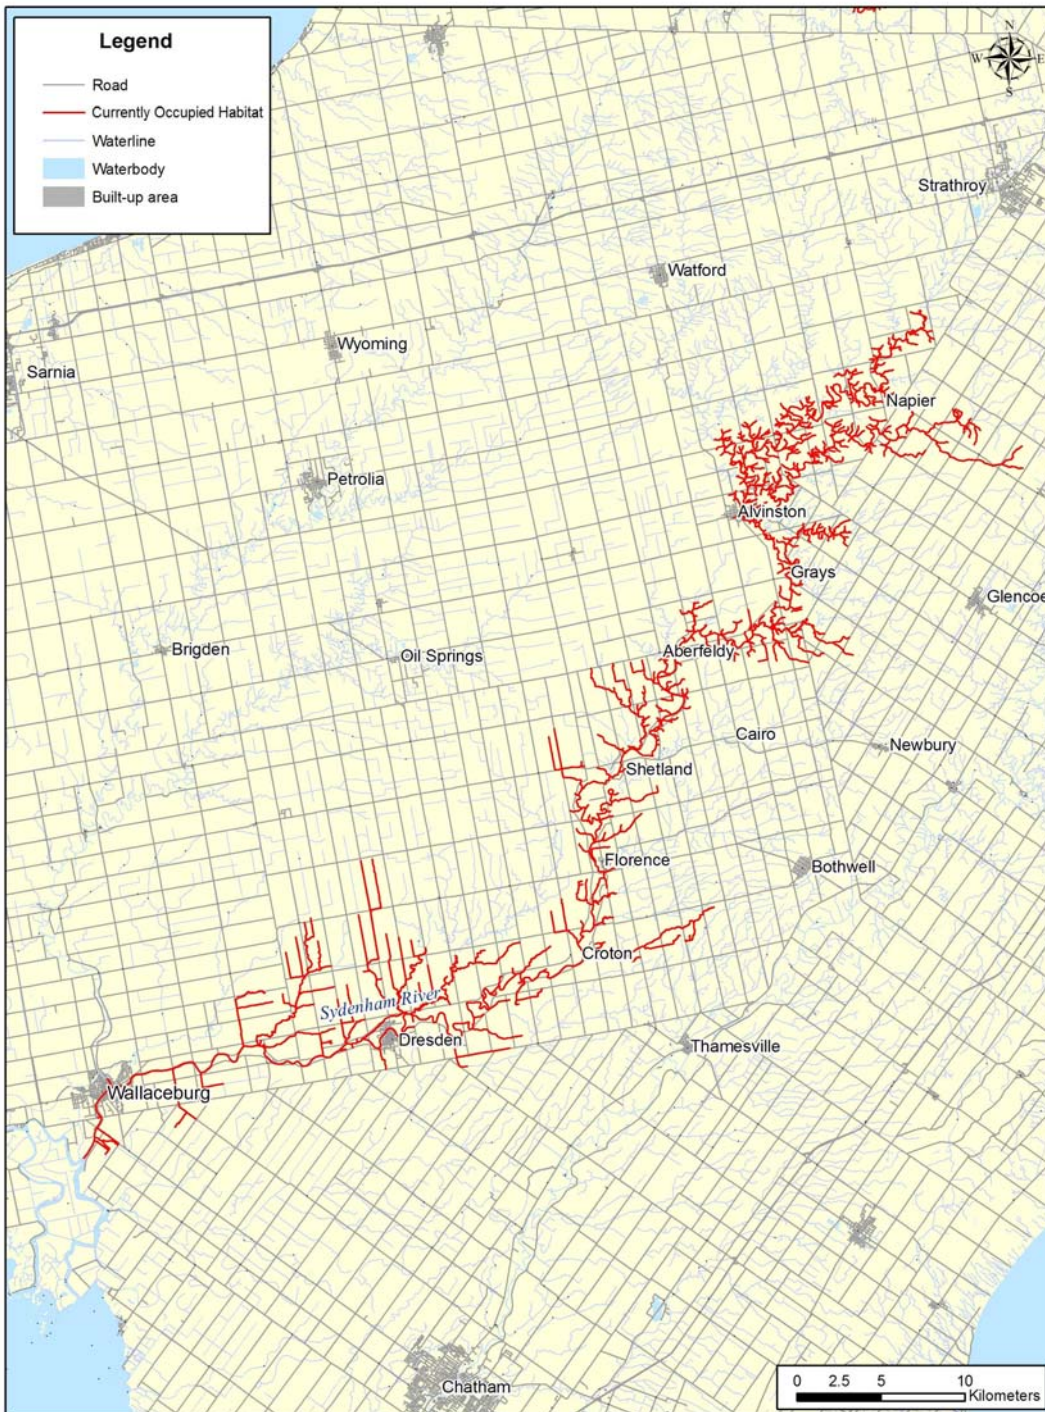 Legend
Road
Currently Occupied Habitat
Waterline
Waterbody
Built-up area
N
W E
S
Strathroy
Watford
Wyoming
Sarnia
Napier
Petrolia
Alvinston
Grays
Glencoe
Brigden
Oil Springs
Aberfeldy
Cairo
Newbury
Shetland
Florence
Bothwell
Croton
Sydenham River
Dresden
Thamesville
Wallaceburg
Chatham
0 2.5 5 10
Kilometers